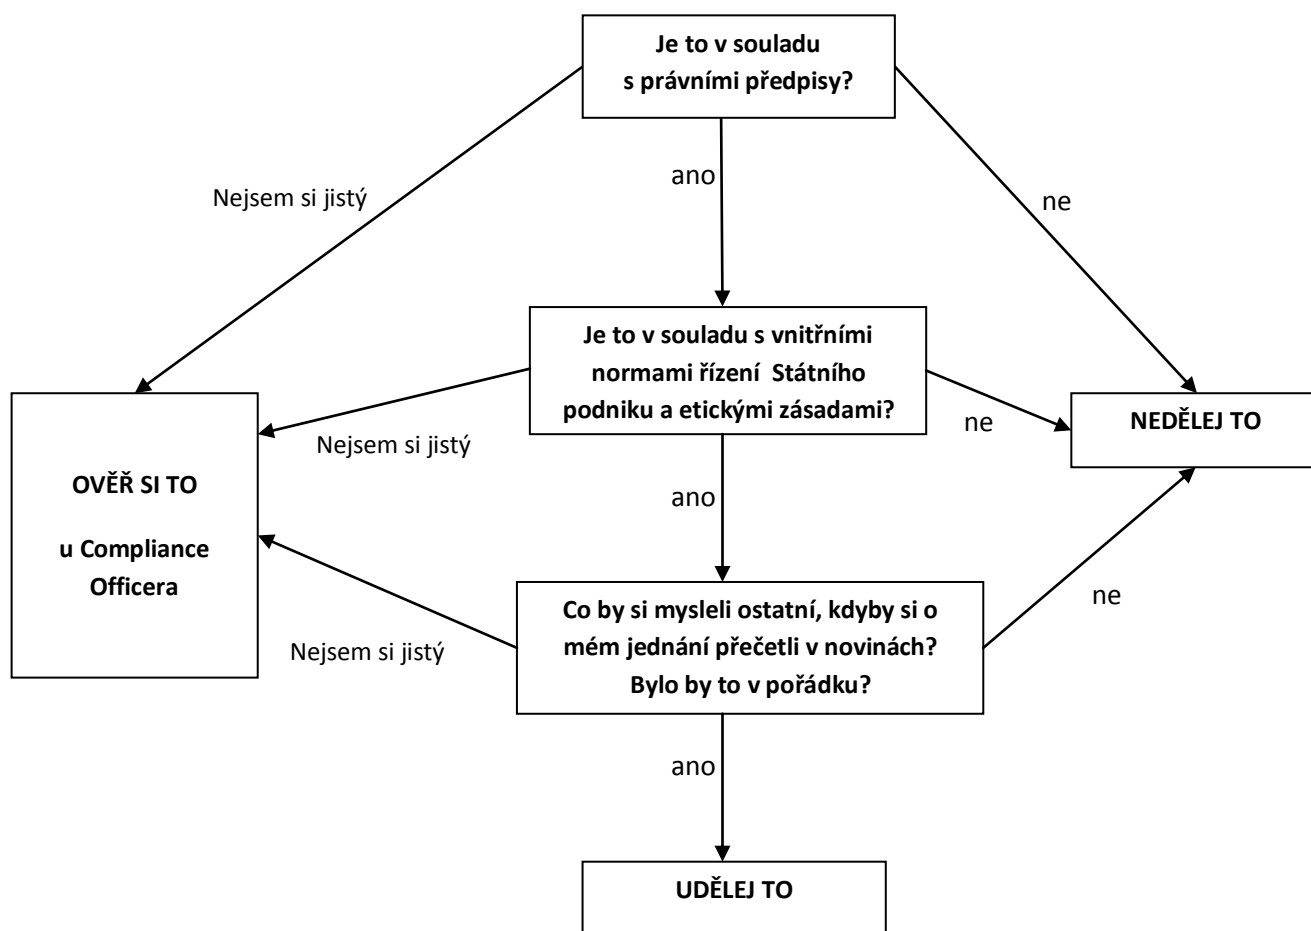 Je to v souladu
s právními předpisy?
Nejsem si jistý
ano
ne
Je to v souladu s vnitřními
normami řízení  Státního
podniku a etickými zásadami?
Nejsem si jistý
ne
NEDĚLEJ TO
OVĚŘ SI TO
u Compliance
Officera
ano
Co by si mysleli ostatní, kdyby si o
mém jednání přečetli v novinách?
Bylo by to v pořádku?
Nejsem si jistý
ne
ano
UDĚLEJ TO